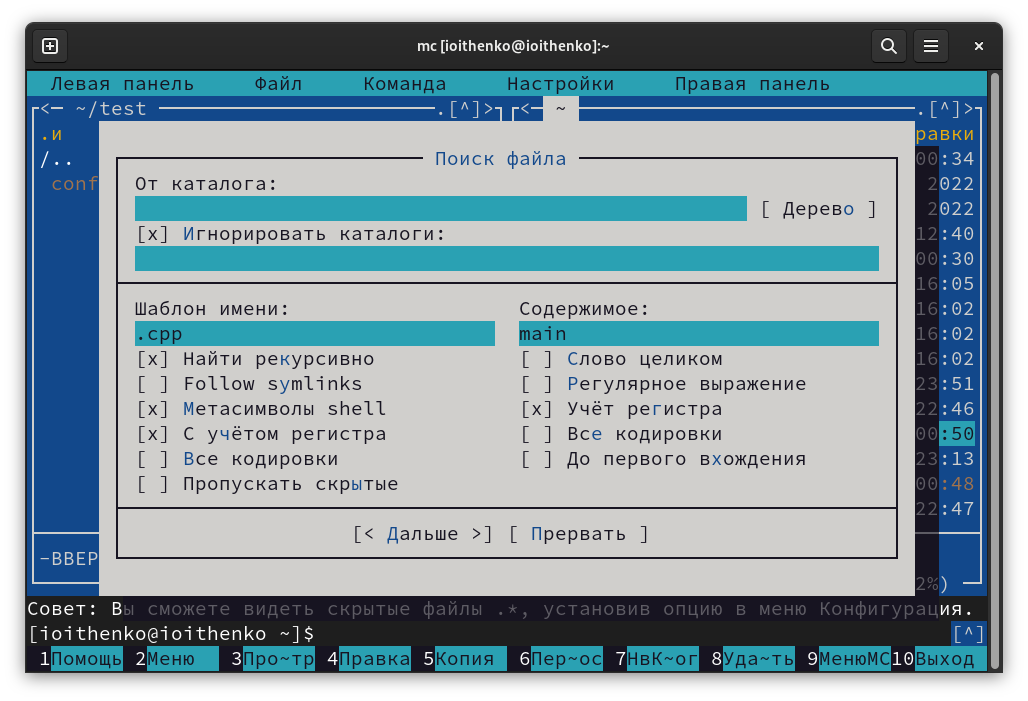 mc [ioithenko@ioithenko]:~
Левая панель Файл Команда Настройки Правая панель
<─ ~/test .[^]> <─ ~ .[^]>
.и равки
/.. 00:34
conf 2022
2022
12:40
00:30
16:05
16:02
16:02
16:02
23:51
22:46
00:50
23:13
00:48
22:47
Поиск файла
От каталога:
[ Дерево ]
[x] Игнорировать каталоги:
Шаблон имени: Содержимое:
.cpp main
[x] Найти рекурсивно [ ] Слово целиком
[ ] Follow symlinks [ ] Регулярное выражение
[x] Метасимволы shell [x] Учёт регистра
[x] С учётом регистра [ ] Все кодировки
[ ] Все кодировки [ ] До первого вхождения
[ ] Пропускать скрытые
[< Дальше >] [ Прервать ]
-ВВЕР
2%)
Совет: Вы сможете видеть скрытые файлы .*, установив опцию в меню Конфигурация.
[ioithenko@ioithenko ~]$ [^]
1Помощь 2Меню 3Про~тр 4Правка 5Копия 6Пер~ос 7НвК~ог 8Уда~ть 9МенюMC10Выход